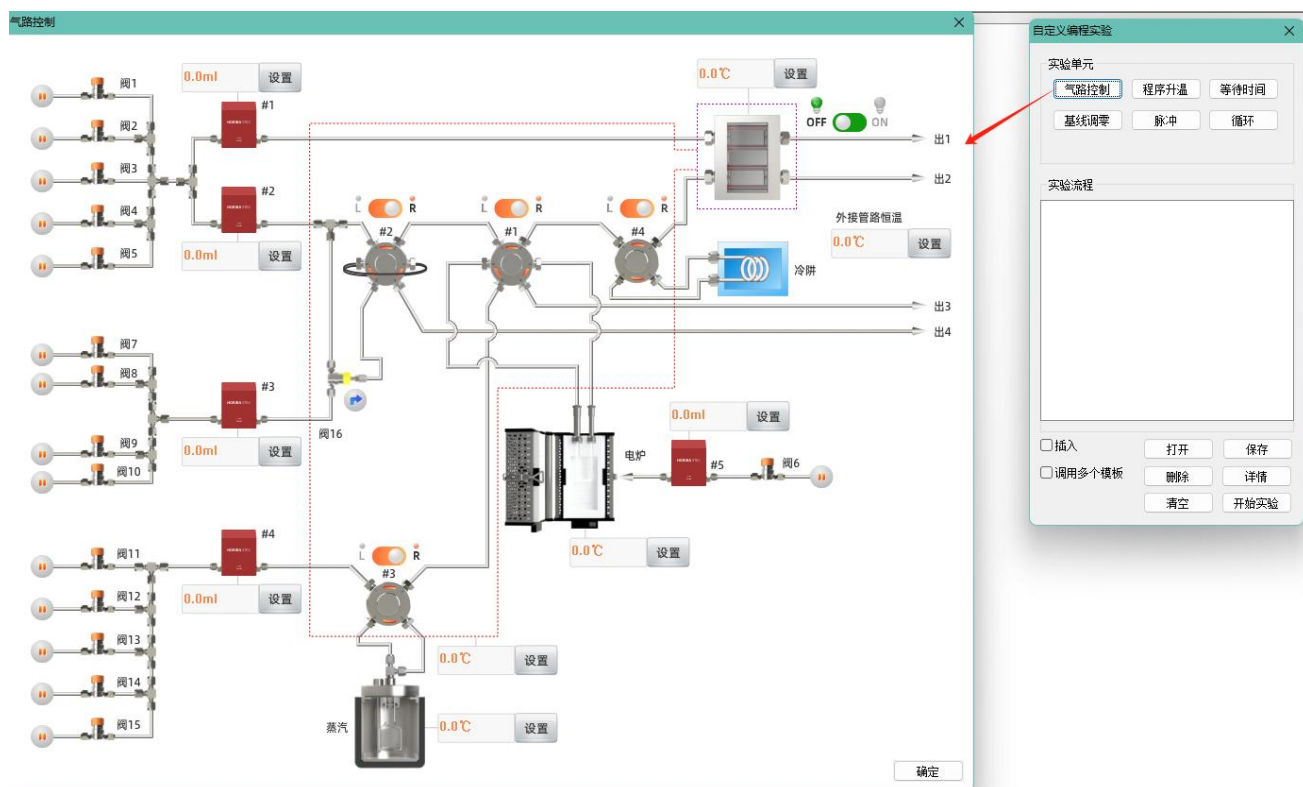 气路控制
阀1
阀2
阀3
阀4
阀5
0.0ml 设置
#1
#2
0.0ml 设置
0.0℃ 设置
OFF ON
出1
出2
L R
#2
L R
#1
L R
#4
外接管路恒温
0.0℃ 设置
冷阱
出3
出4
阀7
阀8
阀9
阀10
#3
0.0ml 设置
阀16
0.0ml 设置
电炉
#5
阀6
0.0℃ 设置
阀11
阀12
阀13
阀14
阀15
#4
0.0ml 设置
L R
#3
0.0℃ 设置
蒸汽
0.0℃ 设置
确定
自定义编程实验
实验单元
气路控制 程序升温 等待时间
基线调零 脉冲 循环
实验流程
插入 打开 保存
调用多个模板 删除 详情
清空 开始实验